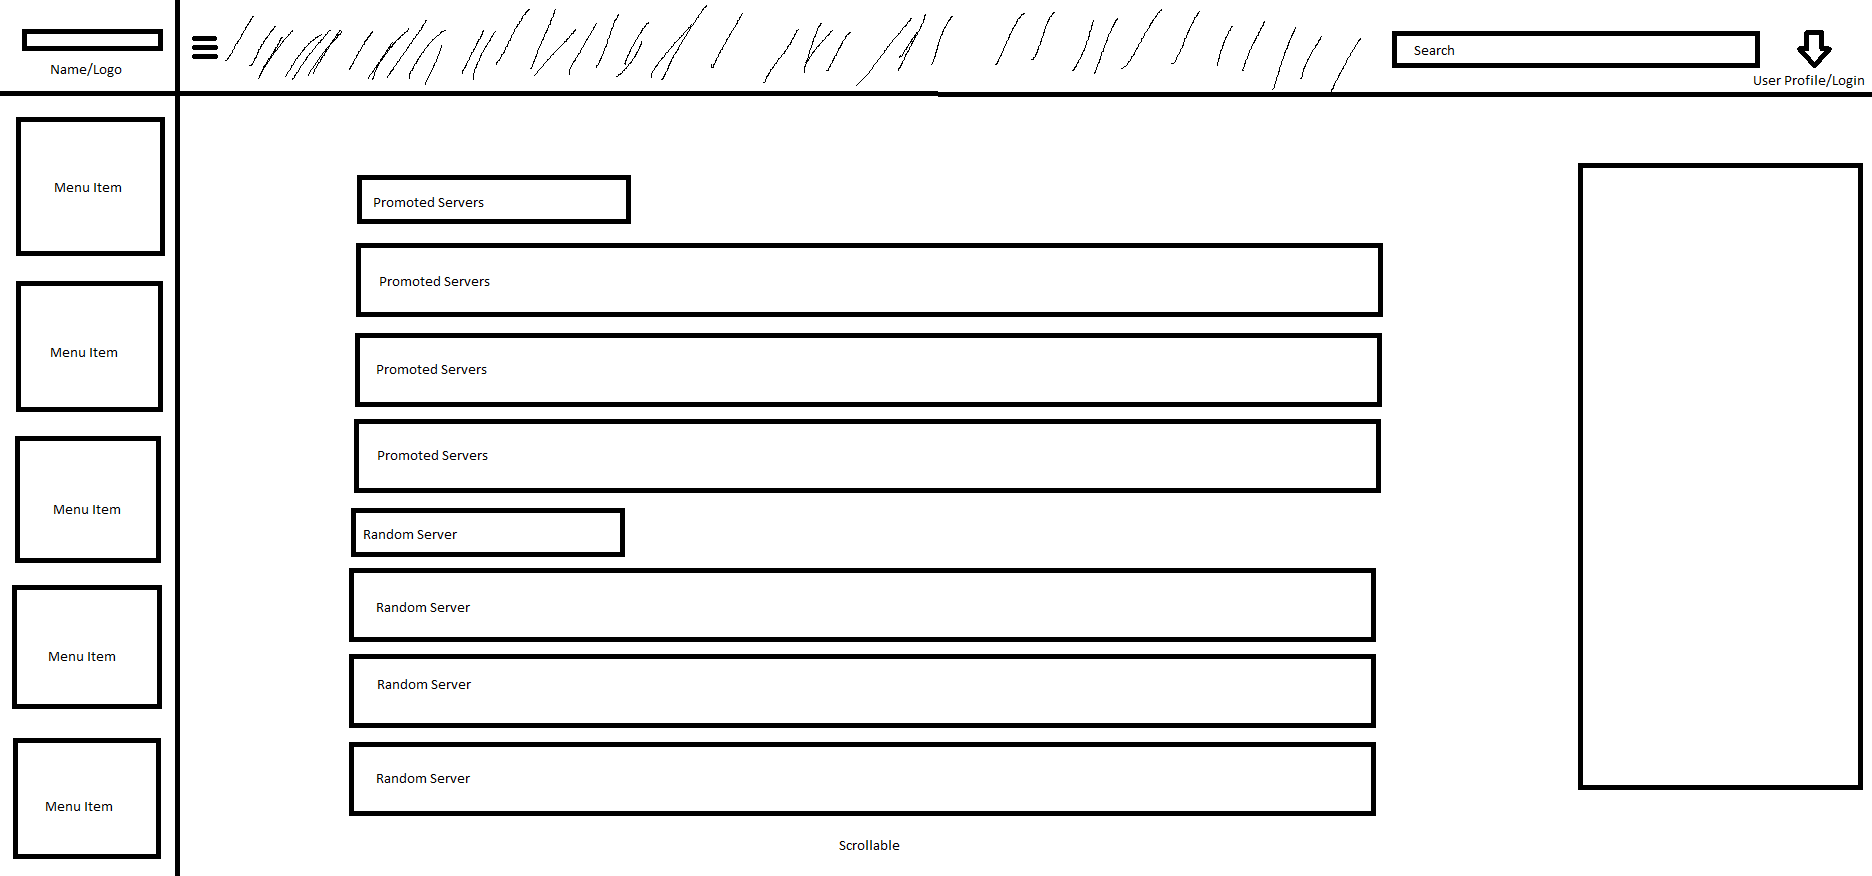 Name/Logo
Search
User Profile/Login
Menu Item
Menu Item
Menu Item
Menu Item
Menu Item
Promoted Servers
Promoted Servers
Promoted Servers
Promoted Servers
Random Server
Random Server
Random Server
Random Server
Scrollable